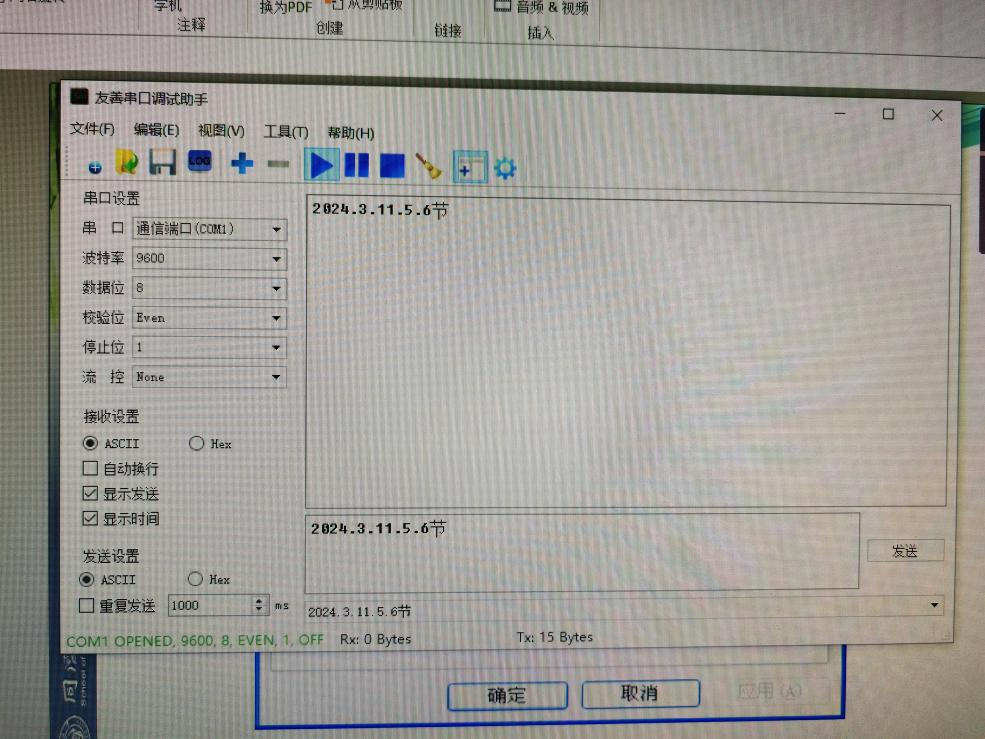 字机
换为PDF
从剪贴板
音频 & 视频
注释
创建
链接
插入
友善串口调试助手
文件(F) 编辑(E) 视图(V) 工具(T) 帮助(H)
LOG
串口设置
串 口 通信端口(COM1)
波特率 9600
数据位 8
校验位 Even
停止位 1
流 控 None
接收设置
ASCII Hex
自动换行
显示发送
显示时间
发送设置
ASCII Hex
重复发送 1000 ms
2024.3.11.5.6节
2024.3.11.5.6节
发送
2024.3.11.5.6节
COM1 OPENED, 9600, 8, EVEN, 1, OFF Rx: 0 Bytes Tx: 15 Bytes
确定 取消 应用(A)
School of